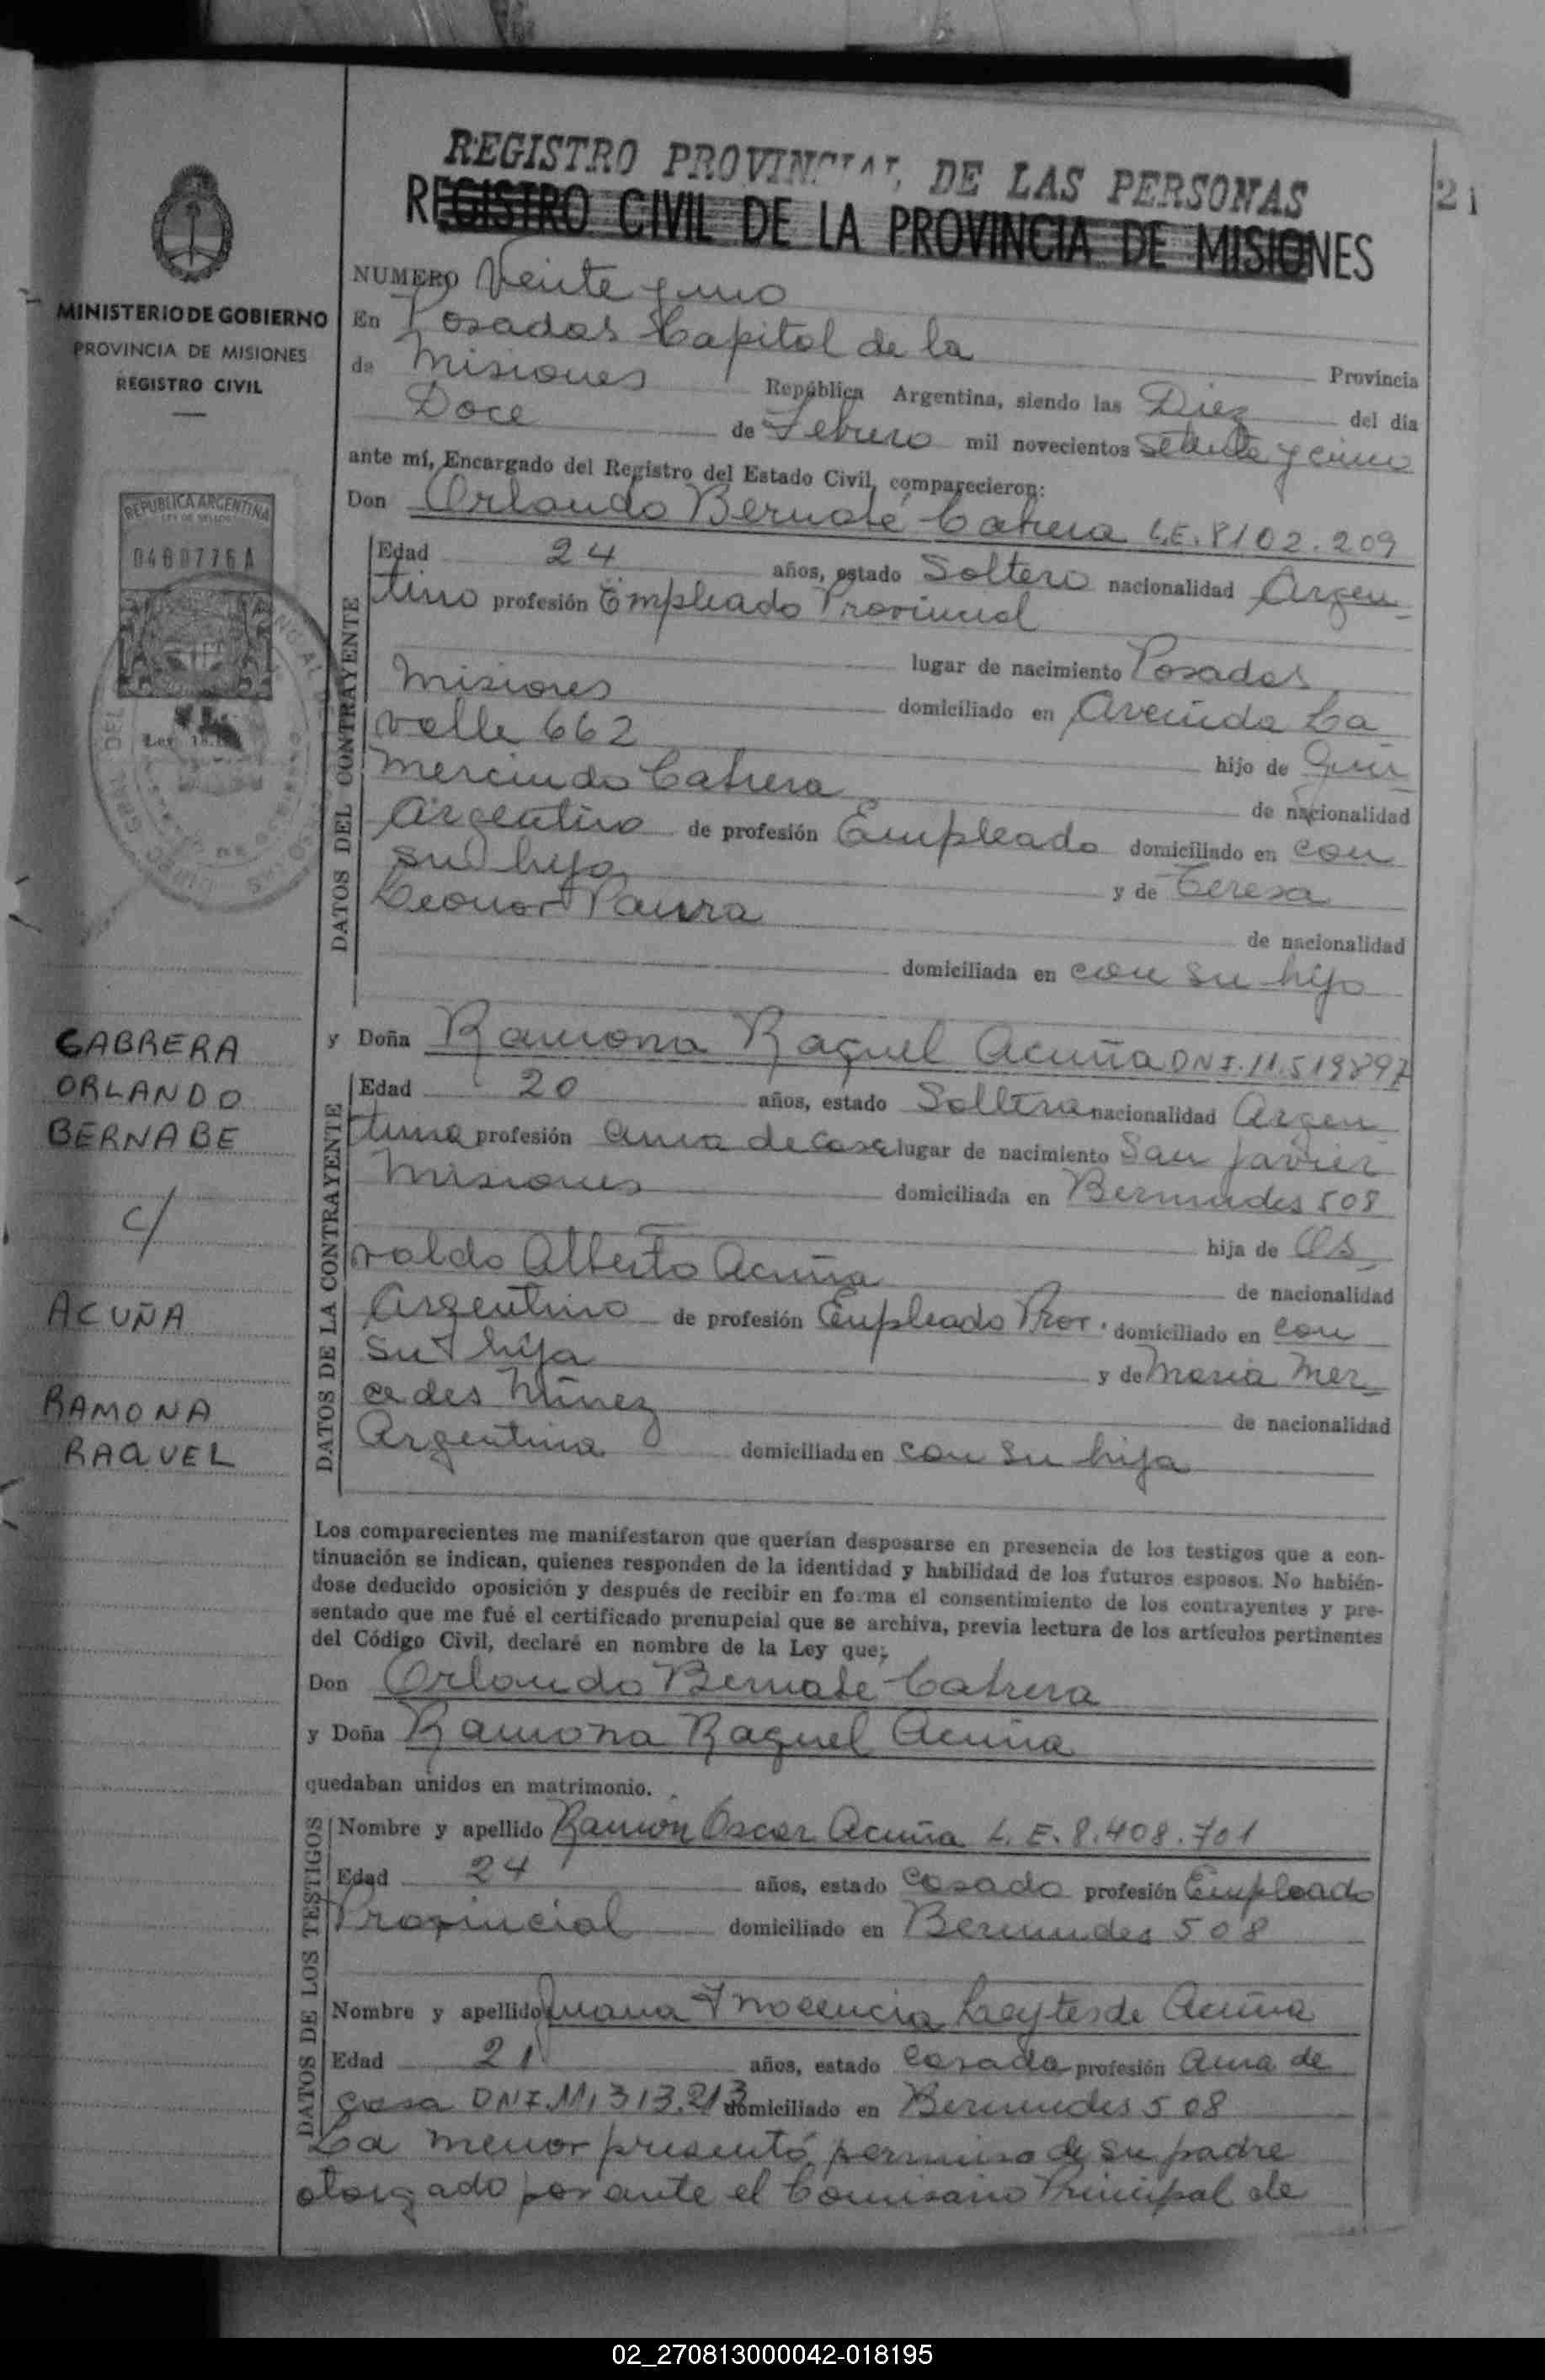 REGISTRO PROVINCIAL DE LAS PERSONAS
REGISTRO CIVIL DE LA PROVINCIA DE MISIONES
21
MINISTERIO DE GOBIERNO
PROVINCIA DE MISIONES
REGISTRO CIVIL
REPUBLICA ARGENTINA
LEY DE SELLOS
0480776A
CABRERA
ORLANDO
BERNABE
c/
ACUÑA
RAMONA
RAQUEL
NUMERO Veinte y uno
En Posadas Capital de la Provincia
de Misiones República Argentina, siendo las Diez del día
Doce de Febrero mil novecientos setenta y cinco
ante mí, Encargado del Registro del Estado Civil, comparecieron:
Don Orlando Bernabé Cabrera L.E. 8102.209
DATOS DEL CONTRAYENTE
Edad 24 años, estado Soltero nacionalidad Argen
tino profesión Empleado Provincial
lugar de nacimiento Posadas
Misiones domiciliado en Avenida La
valle 662 hijo de Gui
mercindo Cabrera de nacionalidad
Argentino de profesión Empleado domiciliado en con
su hijo y de Teresa
Leonor de nacionalidad
domiciliada en con su hijo
y Doña Ramona Raquel Acuña DNI. 11.519897
DATOS DE LA CONTRAYENTE
Edad 20 años, estado Soltera nacionalidad Argen
tina profesión ama de casa lugar de nacimiento San Javier
Misiones domiciliada en Bermudes 508
hija de Os
valdo Alberto Acuña de nacionalidad
Argentino de profesión Empleado Prov. domiciliado en con
su hija y de Maria Mer
cedes Núnez de nacionalidad
Argentina domiciliada en con su hija
Los comparecientes me manifestaron que querían desposarse en presencia de los testigos que a con-
tinuación se indican, quienes responden de la identidad y habilidad de los futuros esposos. No habién-
dose deducido oposición y después de recibir en forma el consentimiento de los contrayentes y pre-
sentado que me fué el certificado prenupcial que se archiva, previa lectura de los artículos pertinentes
del Código Civil, declaré en nombre de la Ley que;
Don Orlando Bernabe Cabrera
y Doña Ramona Raquel Acuña
quedaban unidos en matrimonio.
DATOS DE LOS TESTIGOS
Nombre y apellido Ramon Oscar Acuña L. E. 8.408.701
Edad 24 años, estado Casado profesión Empleado
Provincial domiciliado en Bermudes 508
Nombre y apellido Juana Inocencia Leytes de Acuña
Edad 21 años, estado Casada profesión Ama de
casa DNI. 11,313.213 domiciliado en Bermudes 508
La menor presentó permiso de su padre
otorgado por ante el Comisario Principal de
02_270813000042-018195